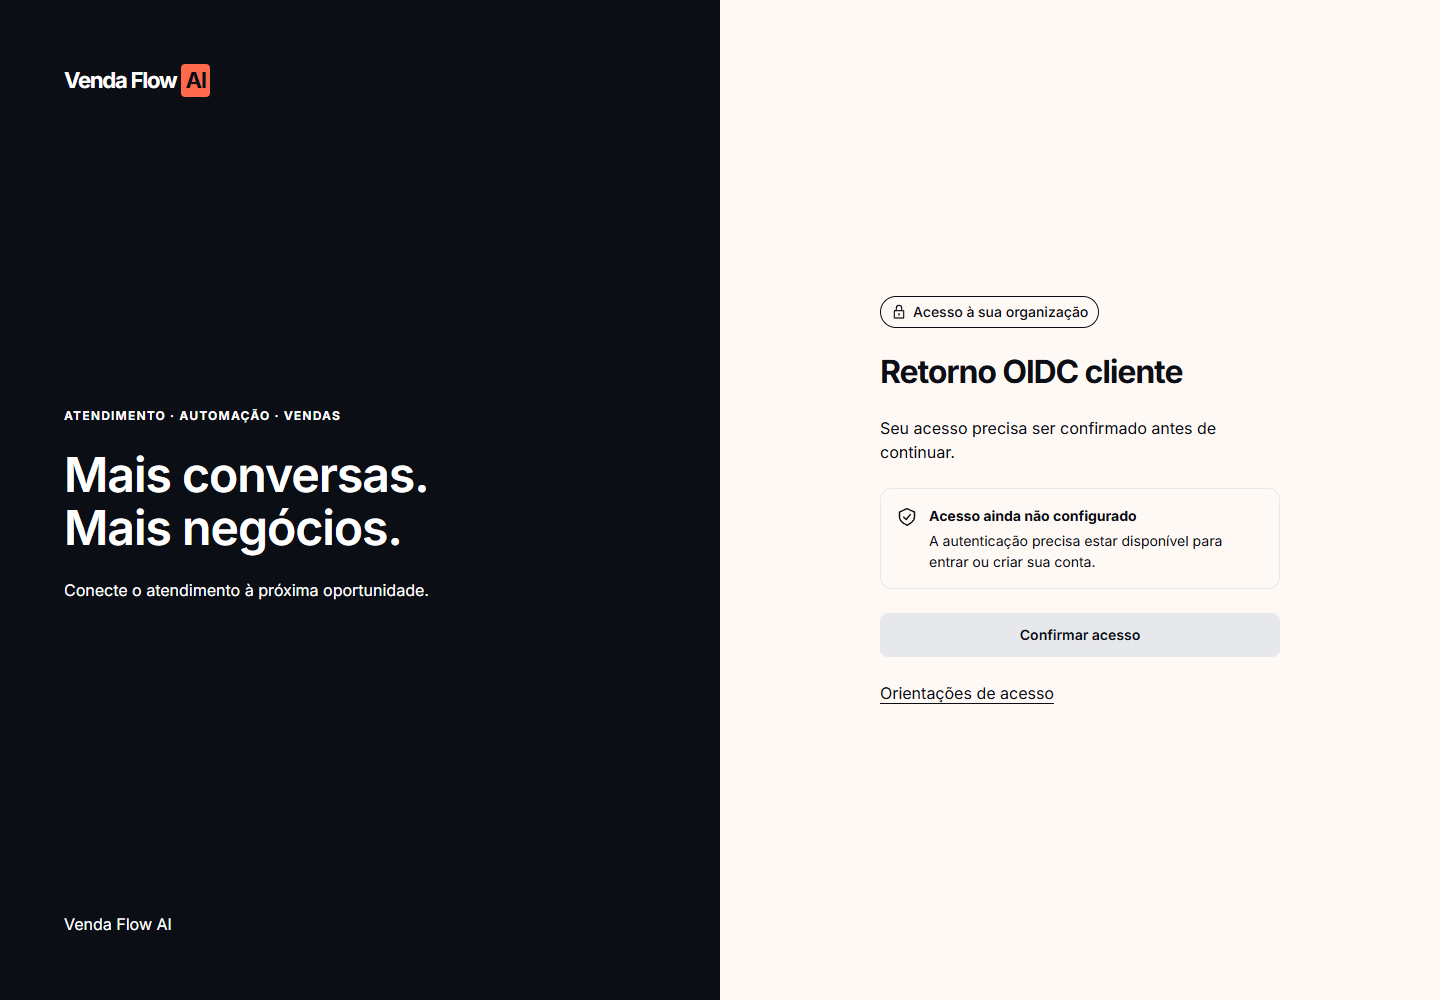 Venda Flow AI
ATENDIMENTO · AUTOMAÇÃO · VENDAS
Mais conversas.
Mais negócios.
Conecte o atendimento à próxima oportunidade.
Venda Flow AI
Acesso à sua organização
Retorno OIDC cliente
Seu acesso precisa ser confirmado antes de
continuar.
Acesso ainda não configurado
A autenticação precisa estar disponível para
entrar ou criar sua conta.
Confirmar acesso
Orientações de acesso